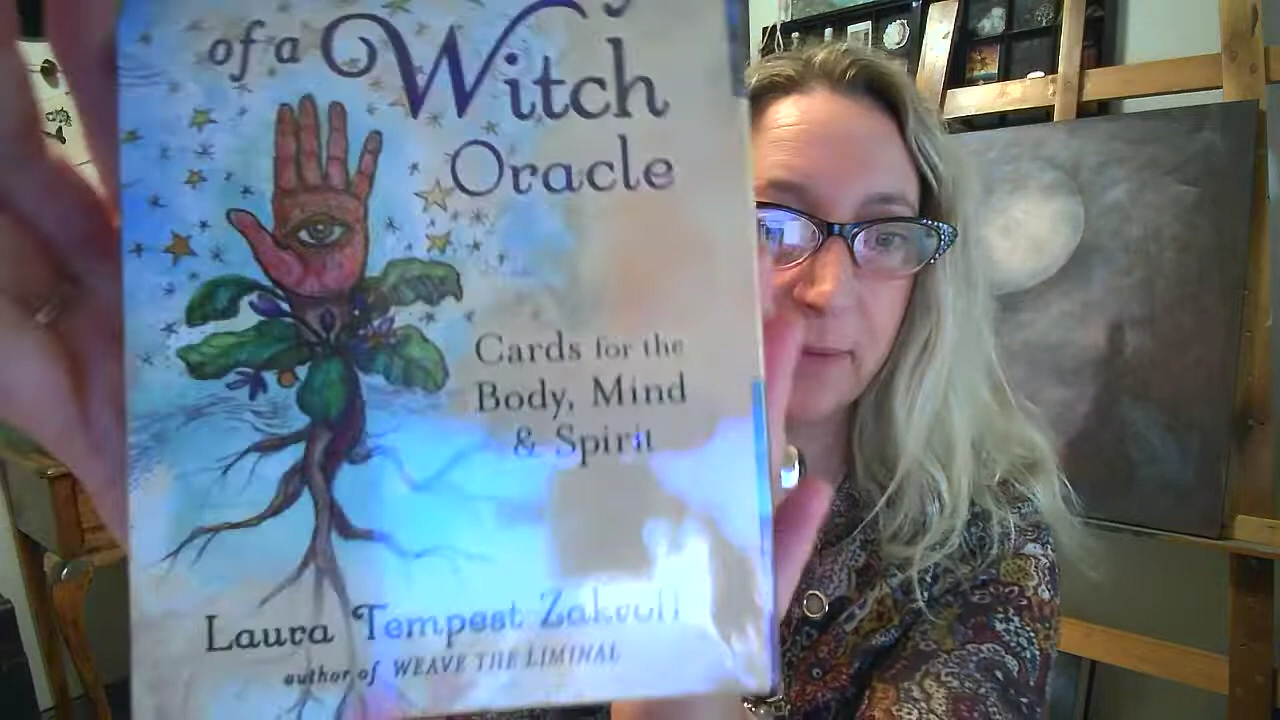 of a Witch
Oracle
Cards for the
Body, Mind
& Spirit
Laura Tempest
author of WEAVE THE LIMINAL